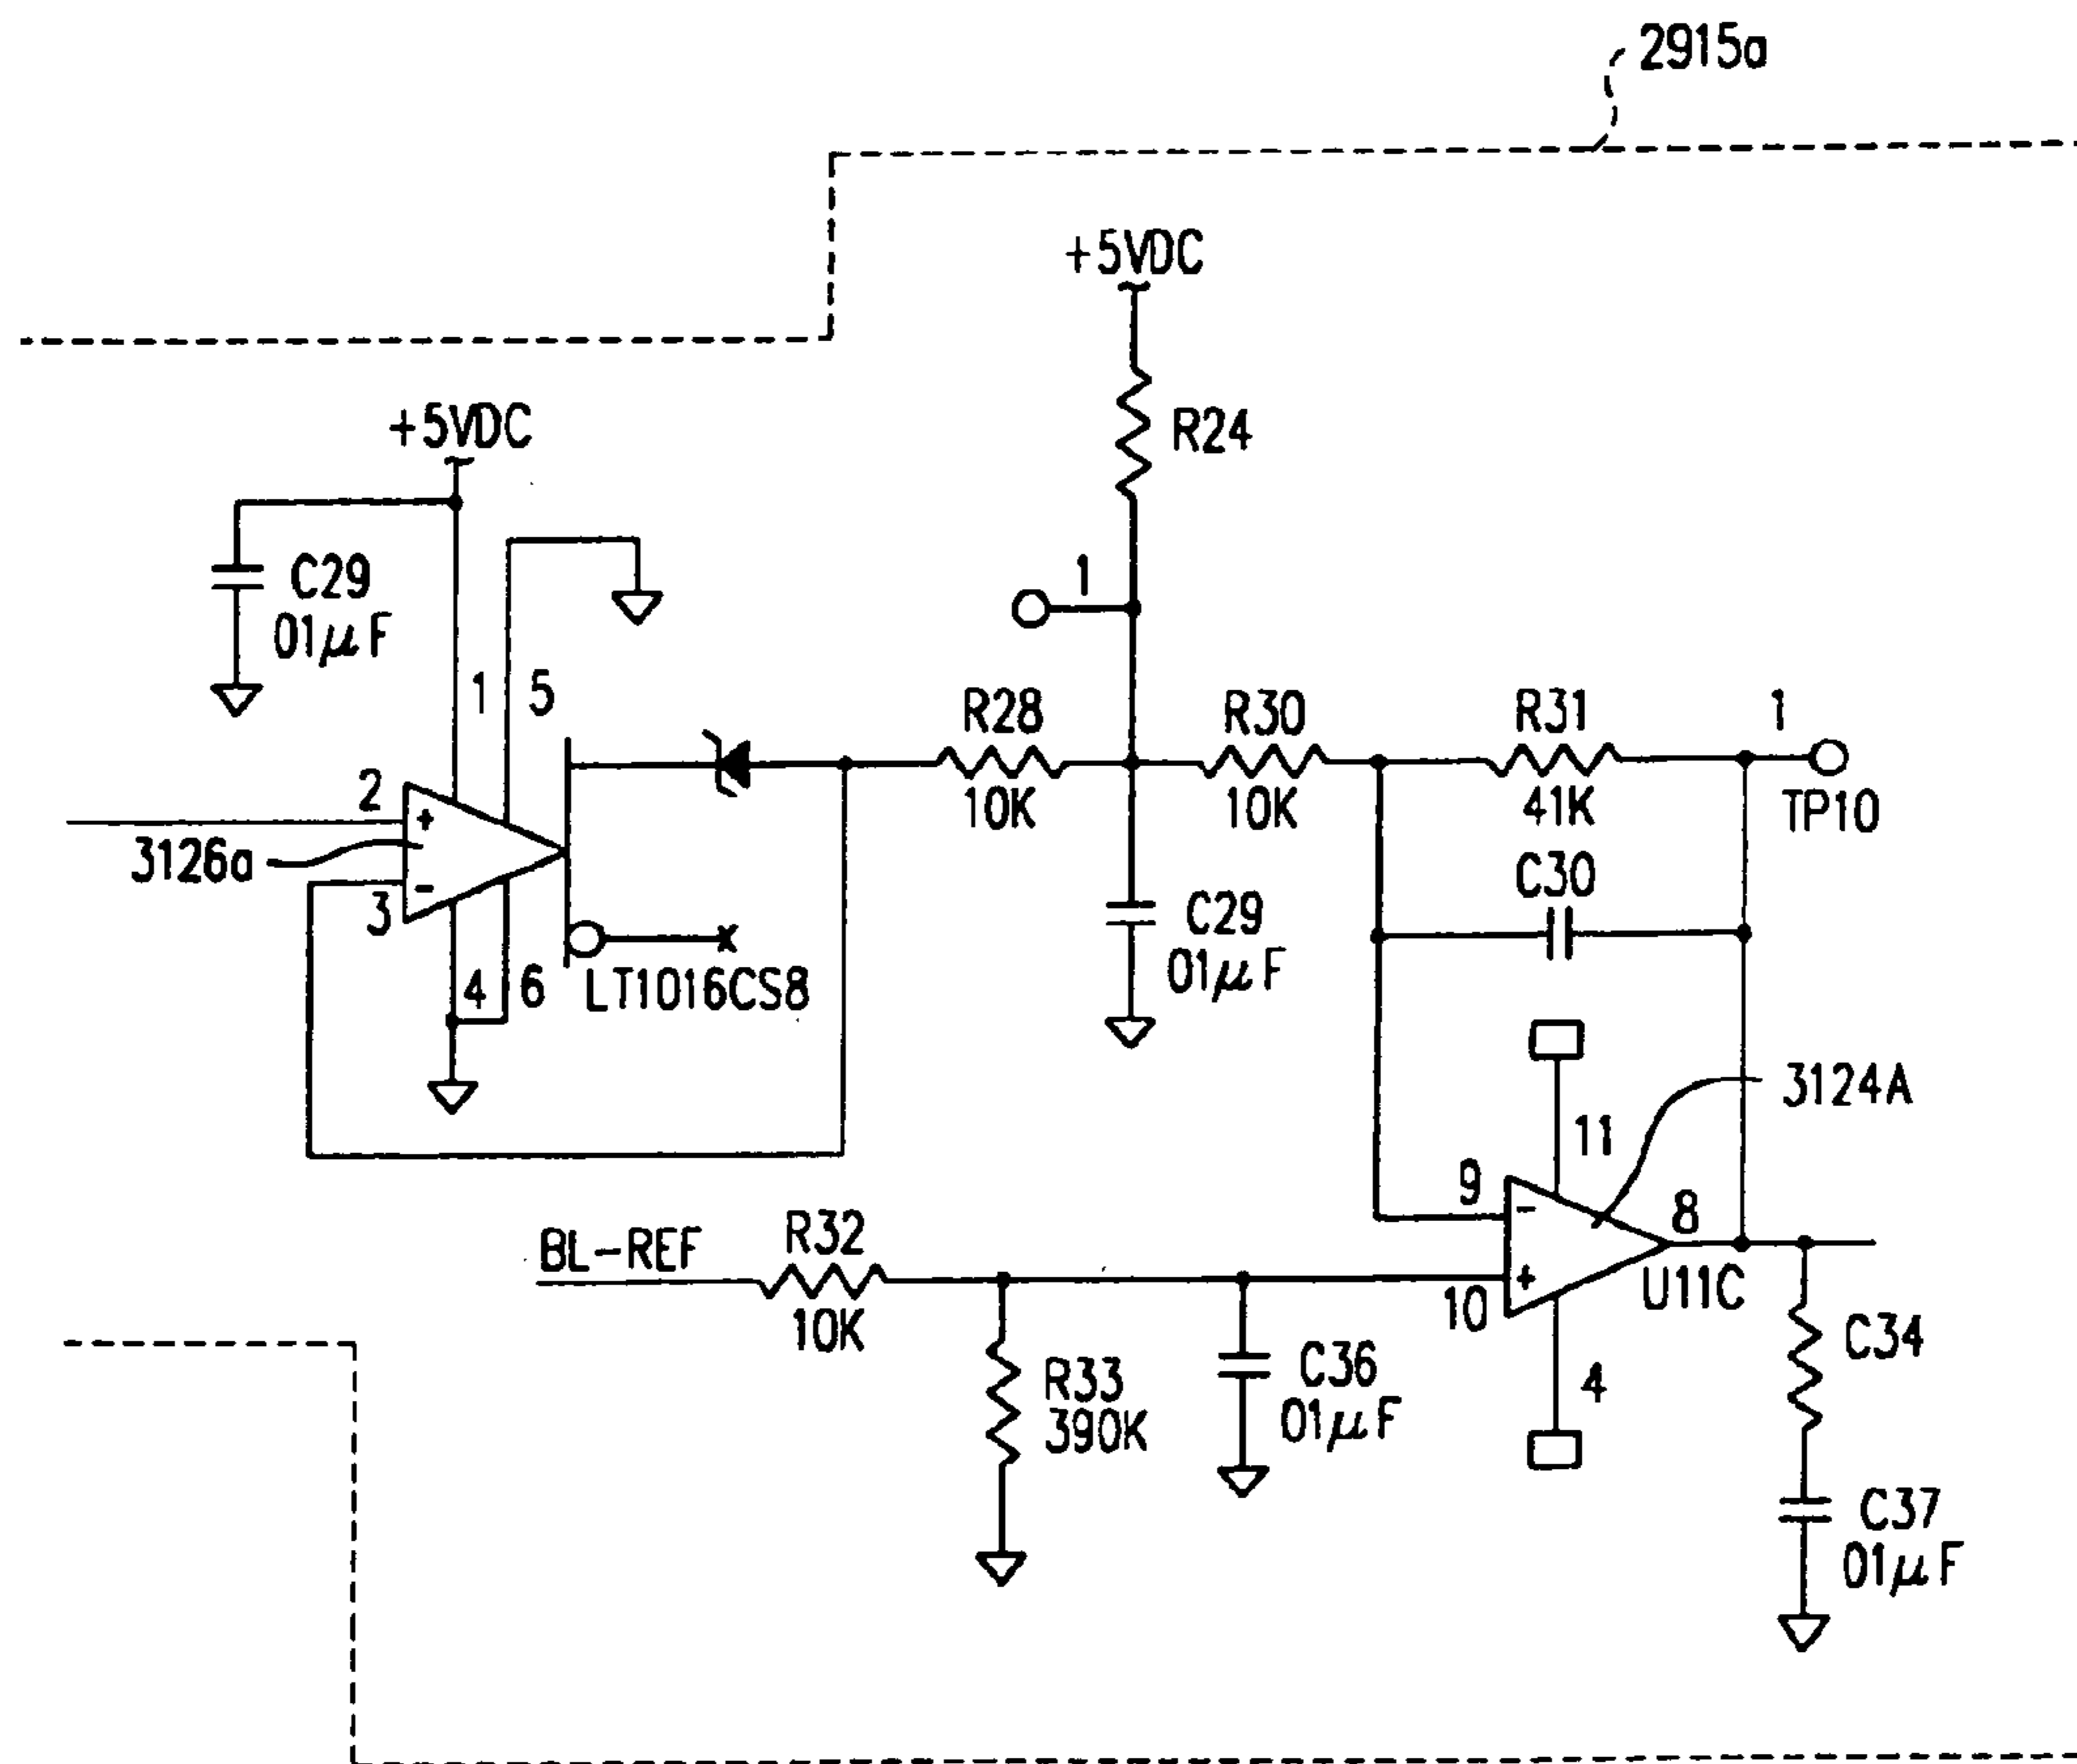 2915a
+5VDC
R24
+5VDC
C29
01µF
1
1
5
R28
10K
R30
10K
R31
41K
1
TP10
2
+
3126a
-
3
C30
C29
01µF
4
6
LT1016CS8
3124A
11
9
-
8
BL-REF
R32
10K
10
+
U11C
R33
390K
C36
01µF
4
C34
C37
01µF